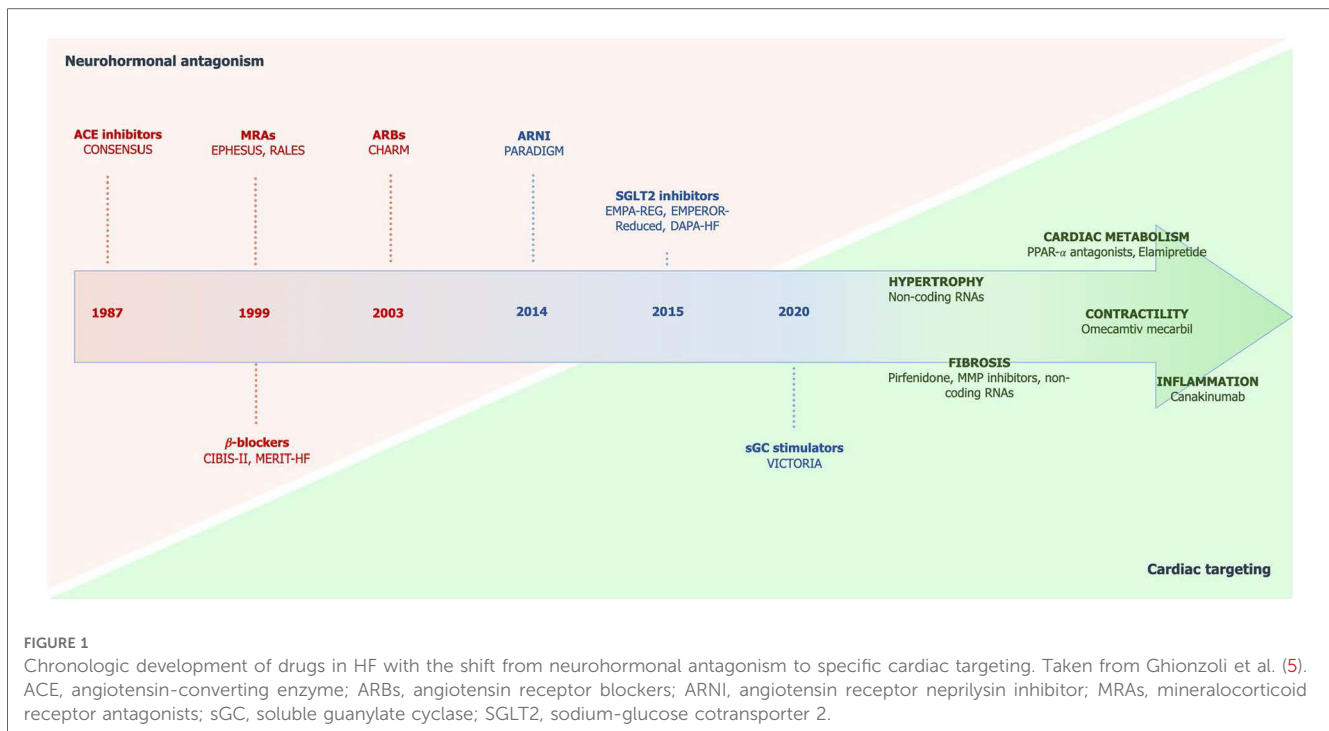 Neurohormonal antagonism
ACE inhibitors
CONSENSUS
MRAs
EPHESUS, RALES
ARBs
CHARM
ARNI
PARADIGM
SGLT2 inhibitors
EMPA-REG, EMPEROR-
Reduced, DAPA-HF
CARDIAC METABOLISM
PPAR-α antagonists, Elamipretide
HYPERTROPHY
Non-coding RNAs
1987
1999
2003
2014
2015
2020
CONTRACTILITY
Omecamtiv mecarbil
FIBROSIS
Pirfenidone, MMP inhibitors, non-
coding RNAs
INFLAMMATION
Canakinumab
β-blockers
CIBIS-II, MERIT-HF
sGC stimulators
VICTORIA
Cardiac targeting
FIGURE 1
Chronologic development of drugs in HF with the shift from neurohormonal antagonism to specific cardiac targeting. Taken from Ghionzoli et al. (5).
ACE, angiotensin-converting enzyme; ARBs, angiotensin receptor blockers; ARNI, angiotensin receptor neprilysin inhibitor; MRAs, mineralocorticoid
receptor antagonists; sGC, soluble guanylate cyclase; SGLT2, sodium-glucose cotransporter 2.